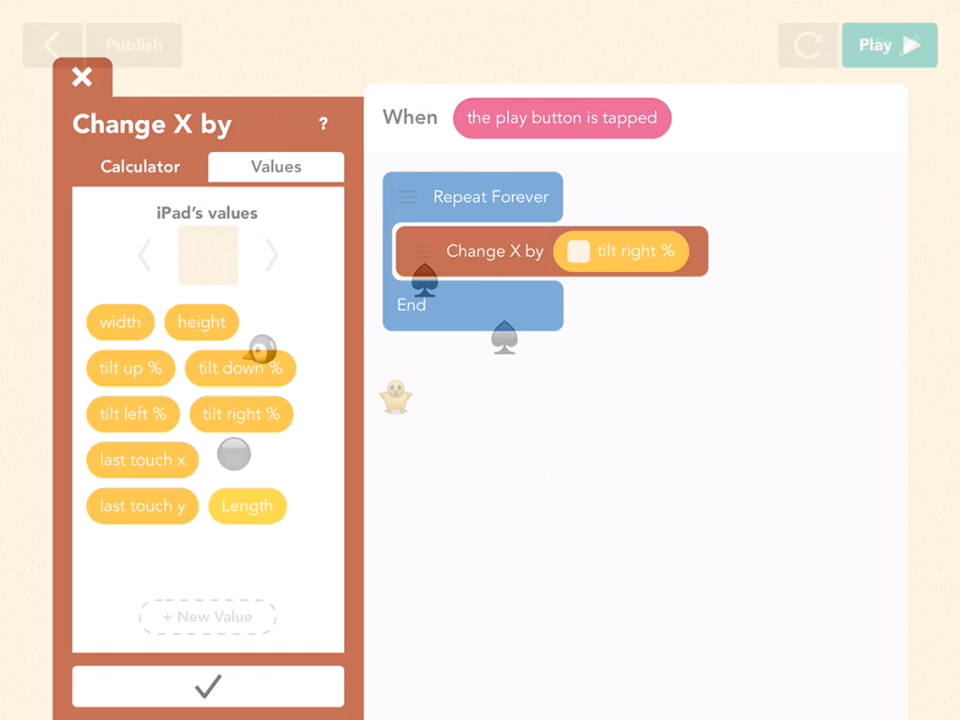 Publish
Play
Change X by
?
Calculator
Values
iPad's values
width
height
tilt up %
tilt down %
tilt left %
tilt right %
last touch x
last touch y
Length
+ New Value
When
the play button is tapped
Repeat Forever
Change X by
tilt right %
End